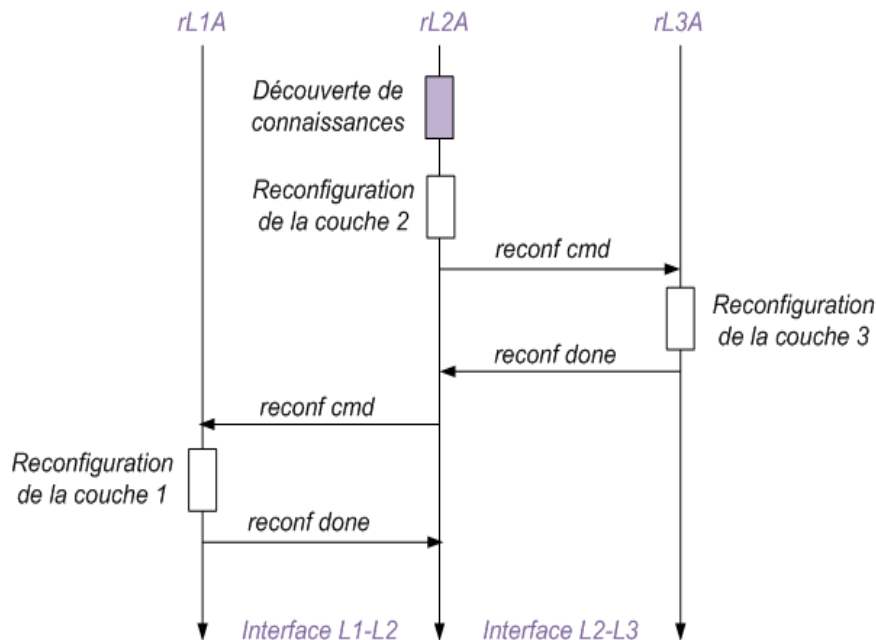 rL1A rL2A rL3A
Découverte de
connaissances
Reconfiguration
de la couche 2
reconf cmd
Reconfiguration
de la couche 3
reconf done
reconf cmd
Reconfiguration
de la couche 1
reconf done
Interface L1-L2 Interface L2-L3